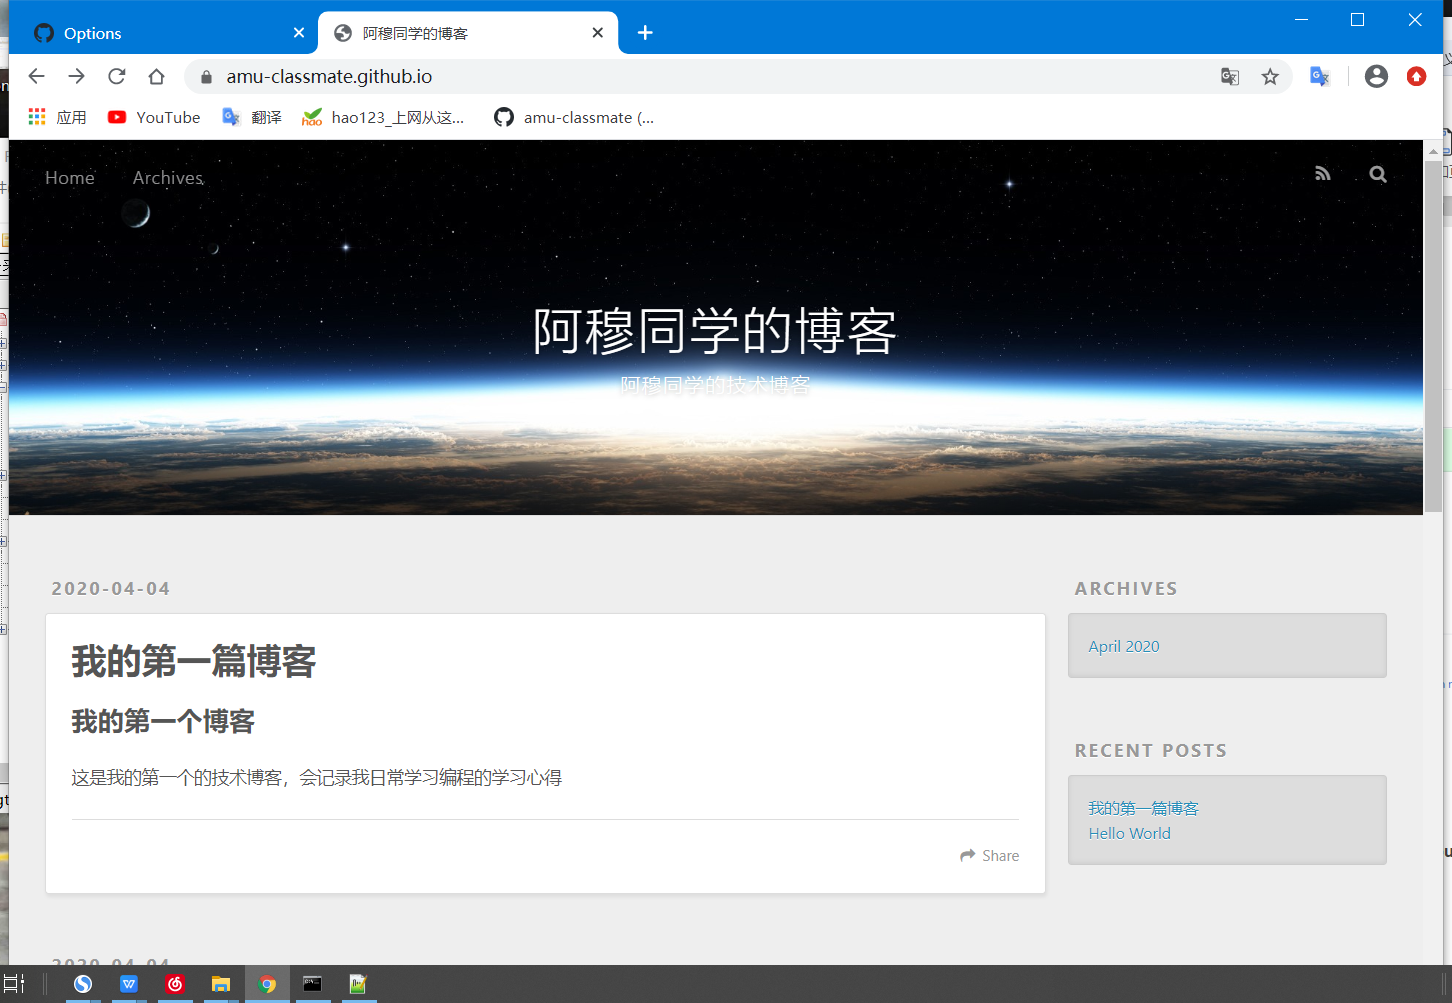 Options
阿穆同学的博客
amu-classmate.github.io
应用
YouTube
翻译
hao123_上网从这...
amu-classmate (...
Home
Archives
阿穆同学的博客
阿穆同学的技术博客
2020-04-04
我的第一篇博客
我的第一个博客
这是我的第一个的技术博客，会记录我日常学习编程的学习心得
Share
ARCHIVES
April 2020
RECENT POSTS
我的第一篇博客
Hello World
2020-04-04